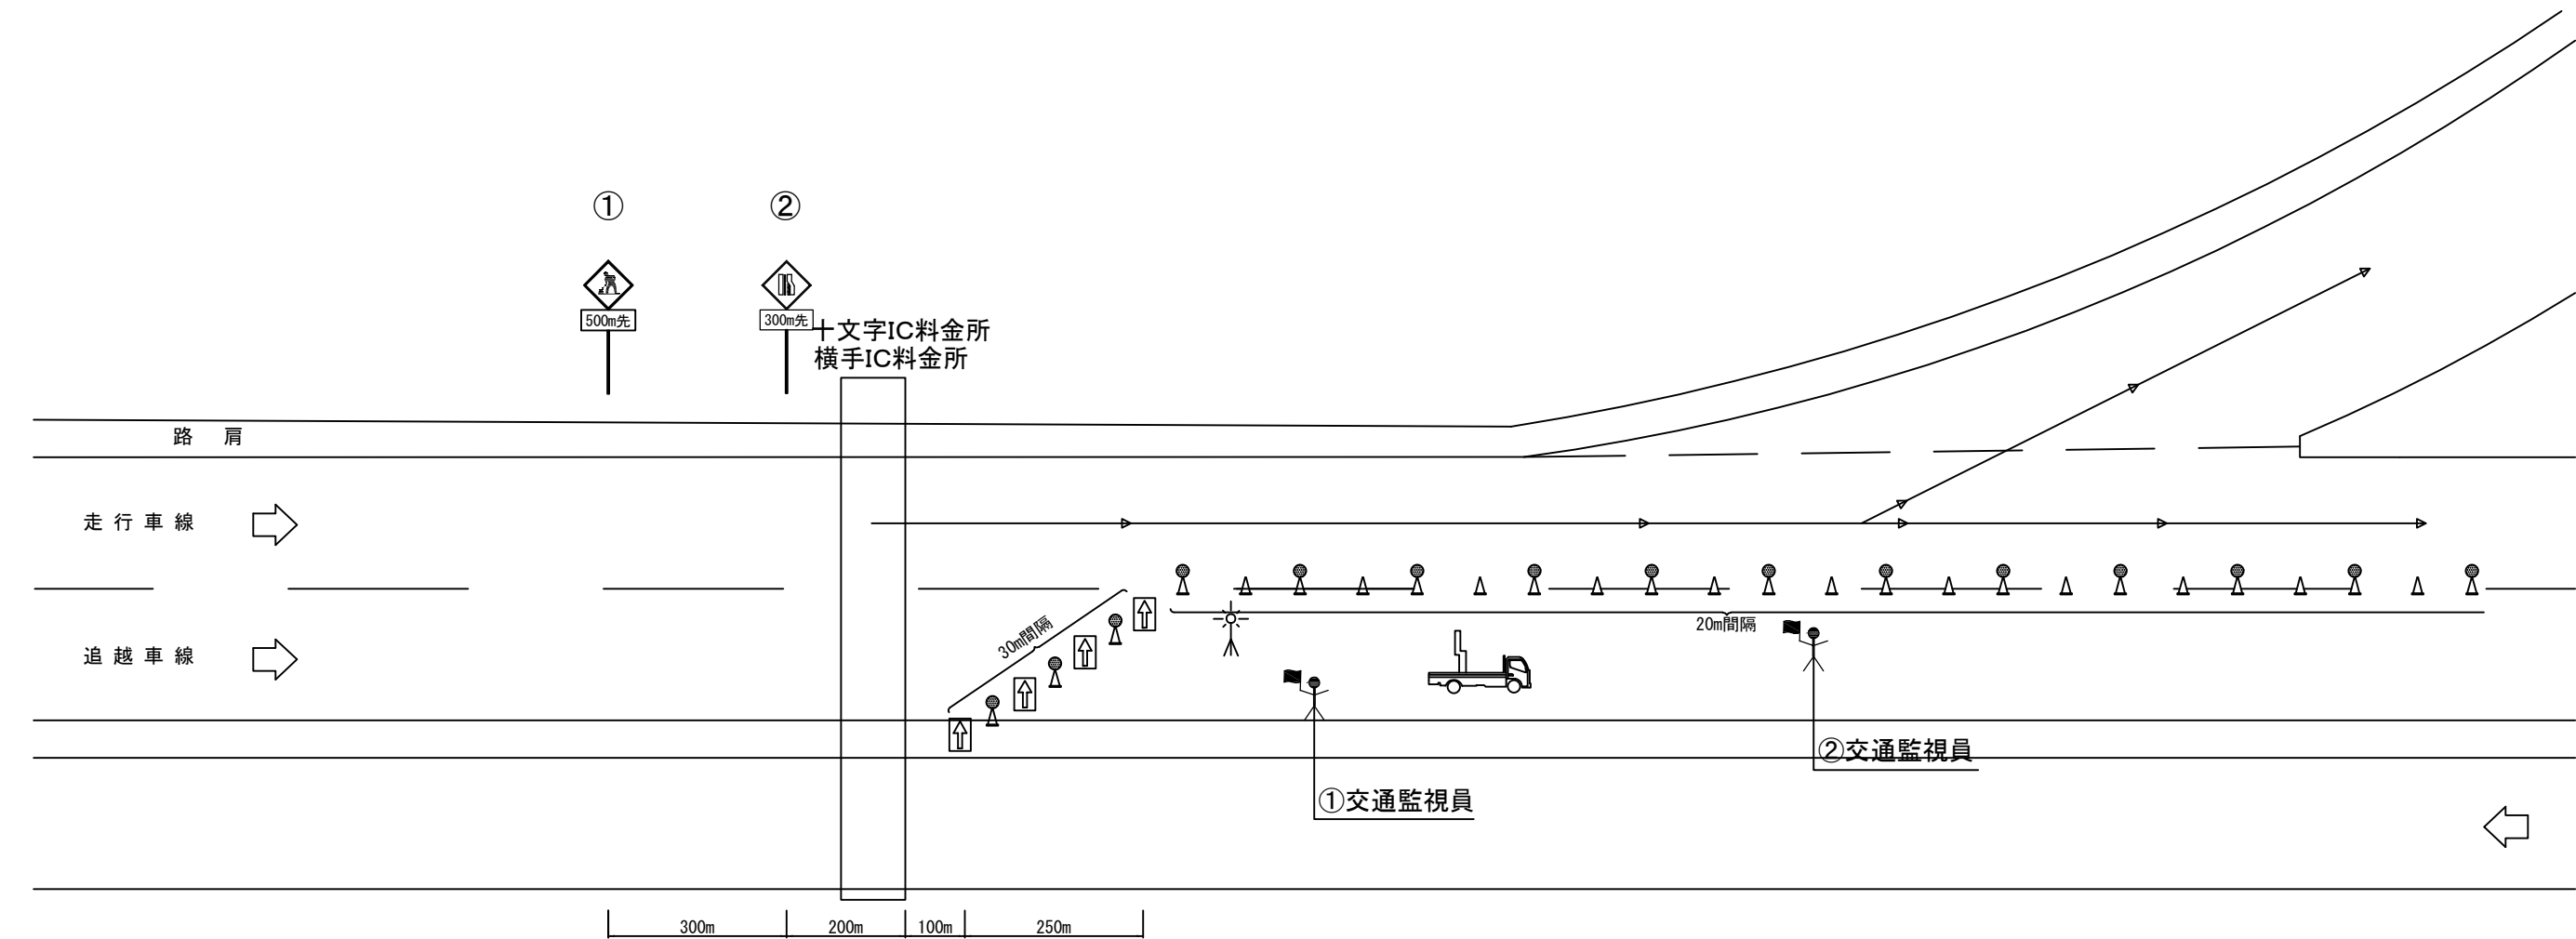 ① ②
500m先 300m先
十文字IC料金所
横手IC料金所
路 肩
走 行 車 線
追 越 車 線
30m間隔
20m間隔
②交通監視員
①交通監視員
300m 200m 100m 250m